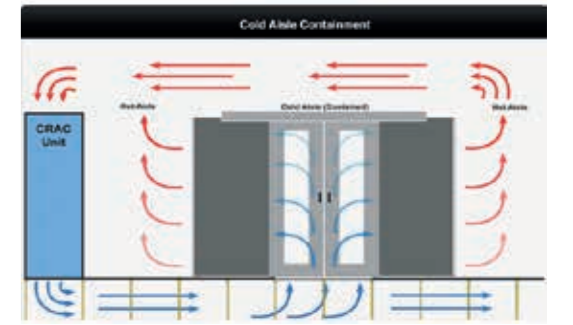 Cold Aisle Containment
Hot Aisle
Cold Aisle (Contained)
Hot Aisle
CRAC
Unit